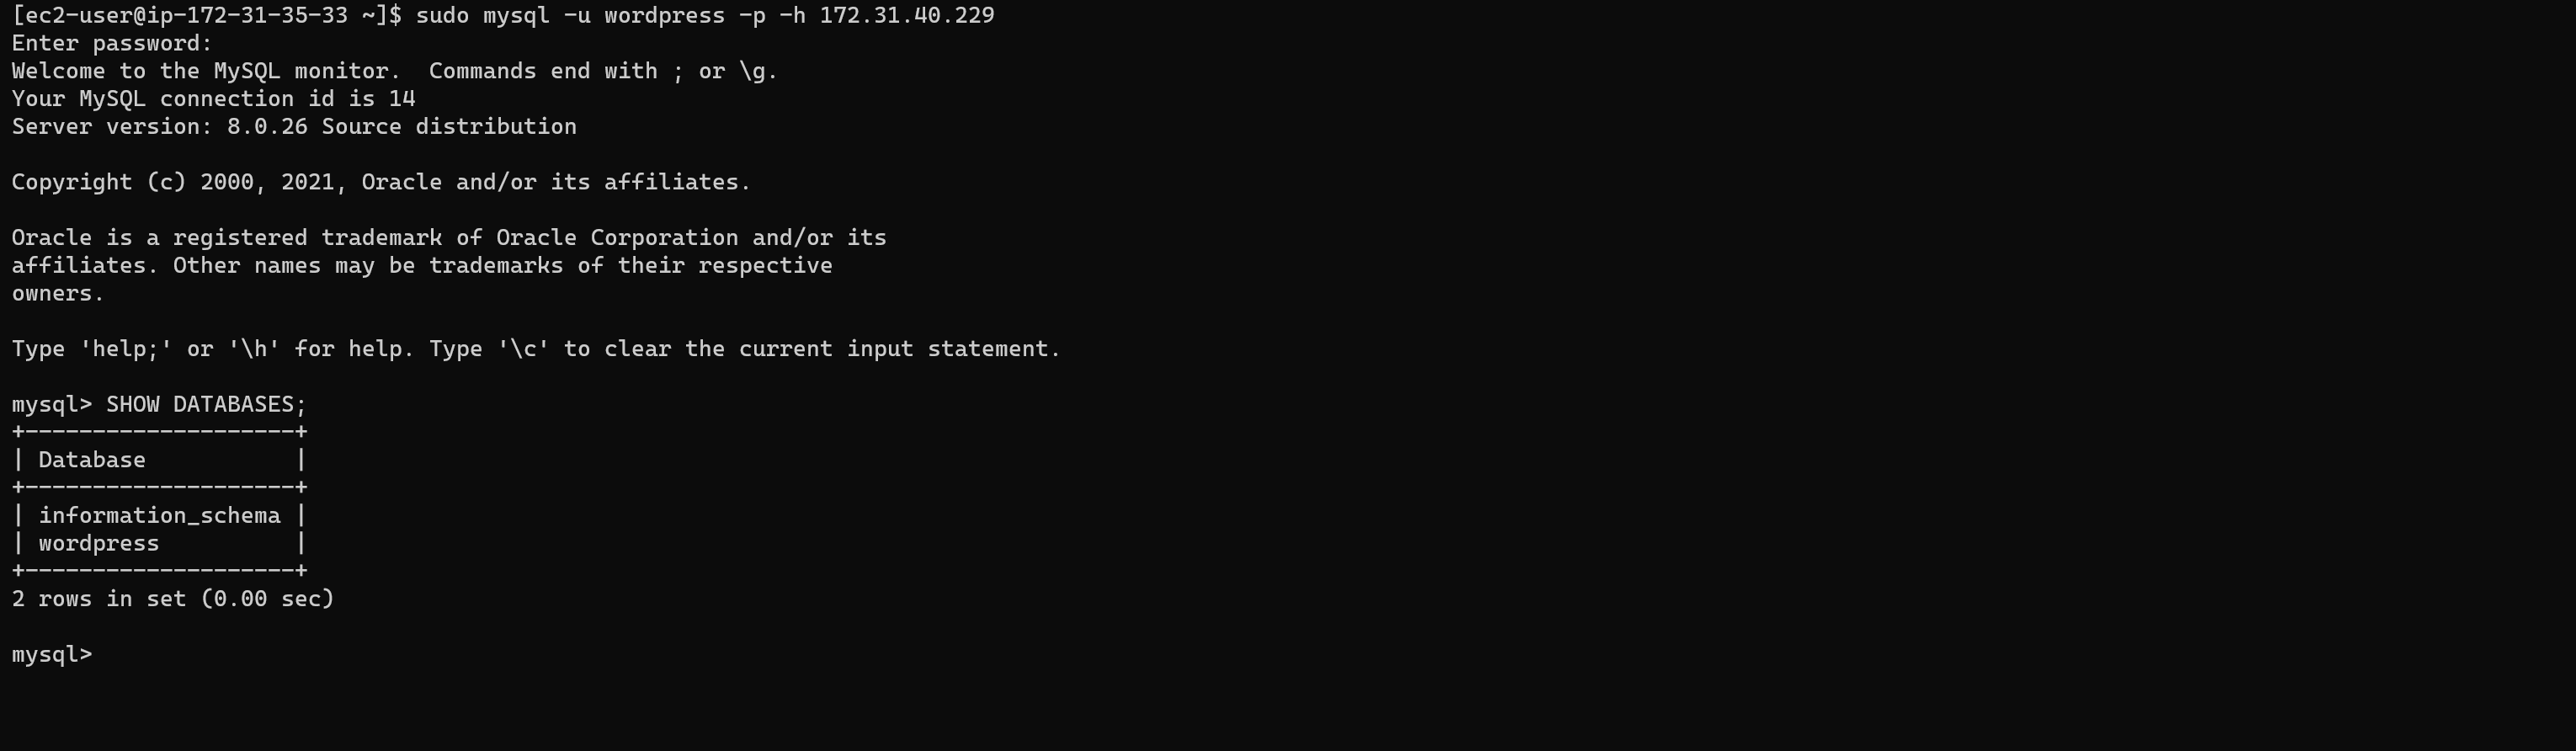 [ec2-user@ip-172-31-35-33 ~]$ sudo mysql -u wordpress -p -h 172.31.40.229
Enter password:
Welcome to the MySQL monitor.  Commands end with ; or \g.
Your MySQL connection id is 14
Server version: 8.0.26 Source distribution

Copyright (c) 2000, 2021, Oracle and/or its affiliates.

Oracle is a registered trademark of Oracle Corporation and/or its
affiliates. Other names may be trademarks of their respective
owners.

Type 'help;' or '\h' for help. Type '\c' to clear the current input statement.

mysql> SHOW DATABASES;
+--------------------+
| Database           |
+--------------------+
| information_schema |
| wordpress          |
+--------------------+
2 rows in set (0.00 sec)

mysql>